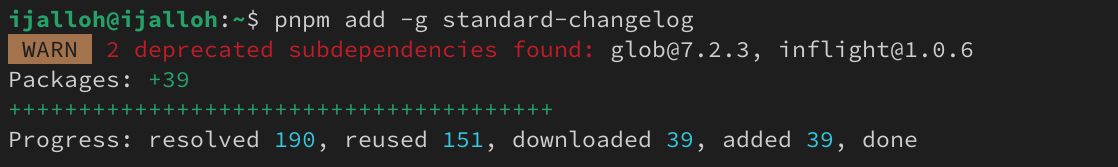 ijalloh@ijalloh:~$ pnpm add -g standard-changelog
WARN 2 deprecated subdependencies found: glob@7.2.3, inflight@1.0.6
Packages: +39
+++++++++++++++++++++++++++++++++++++++
Progress: resolved 190, reused 151, downloaded 39, added 39, done